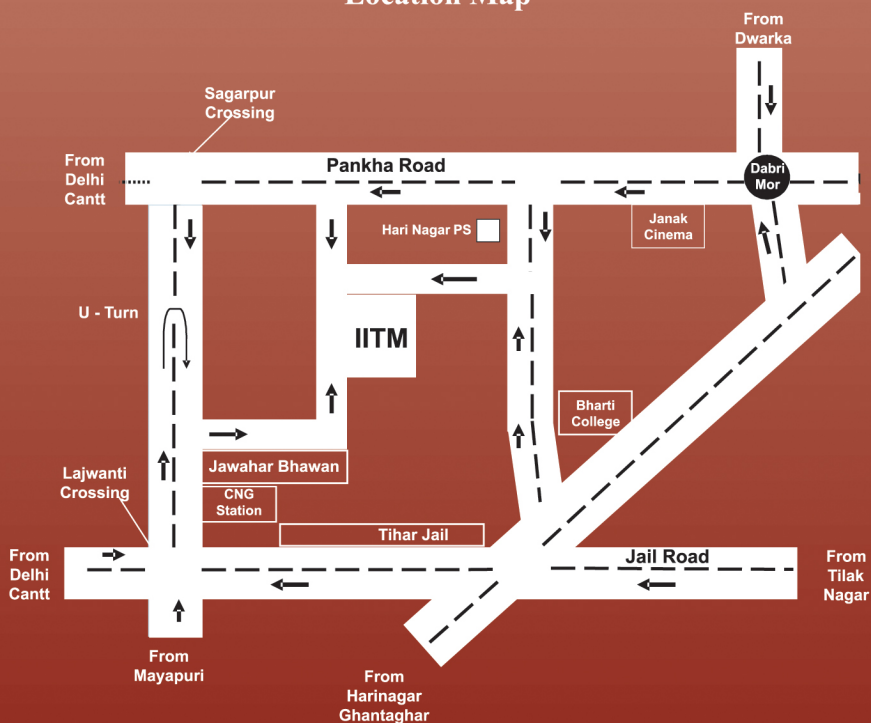 Location Map
From
Dwarka
Sagarpur
Crossing
From
Delhi
Cantt
Pankha Road
Dabri
Mor
Hari Nagar PS
Janak
Cinema
U - Turn
IITM
Bharti
College
Jawahar Bhawan
Lajwanti
Crossing
CNG
Station
Tihar Jail
From
Delhi
Cantt
Jail Road
From
Tilak
Nagar
From
Mayapuri
From
Harinagar
Ghantaghar